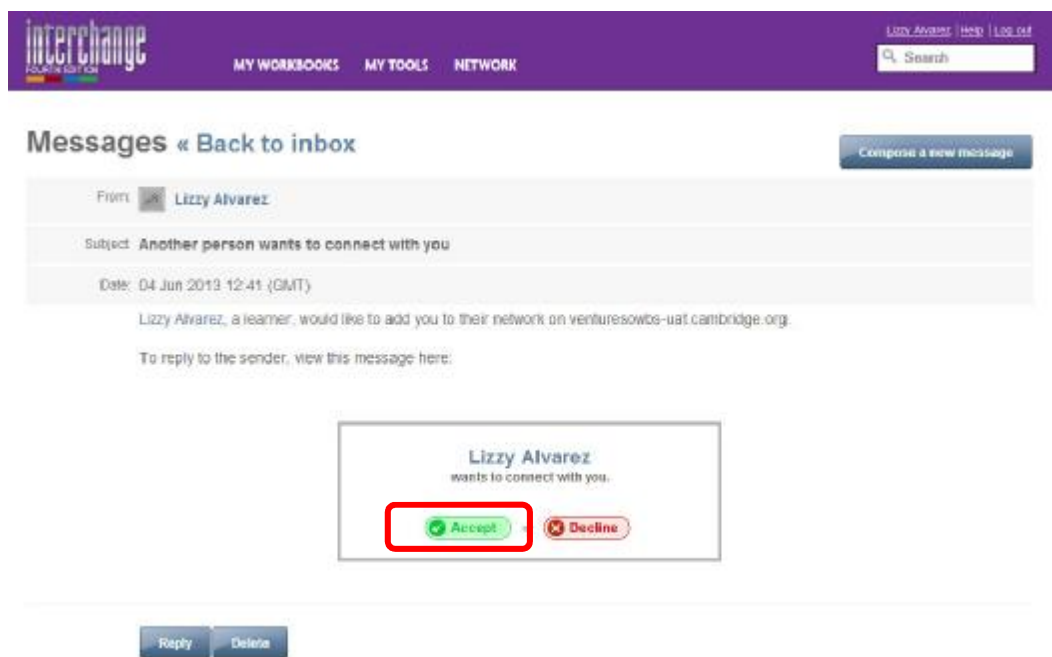 interchange
FOURTH EDITION
MY WORKBOOKS MY TOOLS NETWORK
Lizzy Alvarez | Help | Log out
Search
Messages « Back to inbox
Compose a new message
From: Lizzy Alvarez
Subject: Another person wants to connect with you
Date: 04 Jun 2013 12:41 (GMT)
Lizzy Alvarez, a learner, would like to add you to their network on venturesowbs-uat.cambridge.org.
To reply to the sender, view this message here:
Lizzy Alvarez
wants to connect with you.
Accept - Decline
Reply Delete